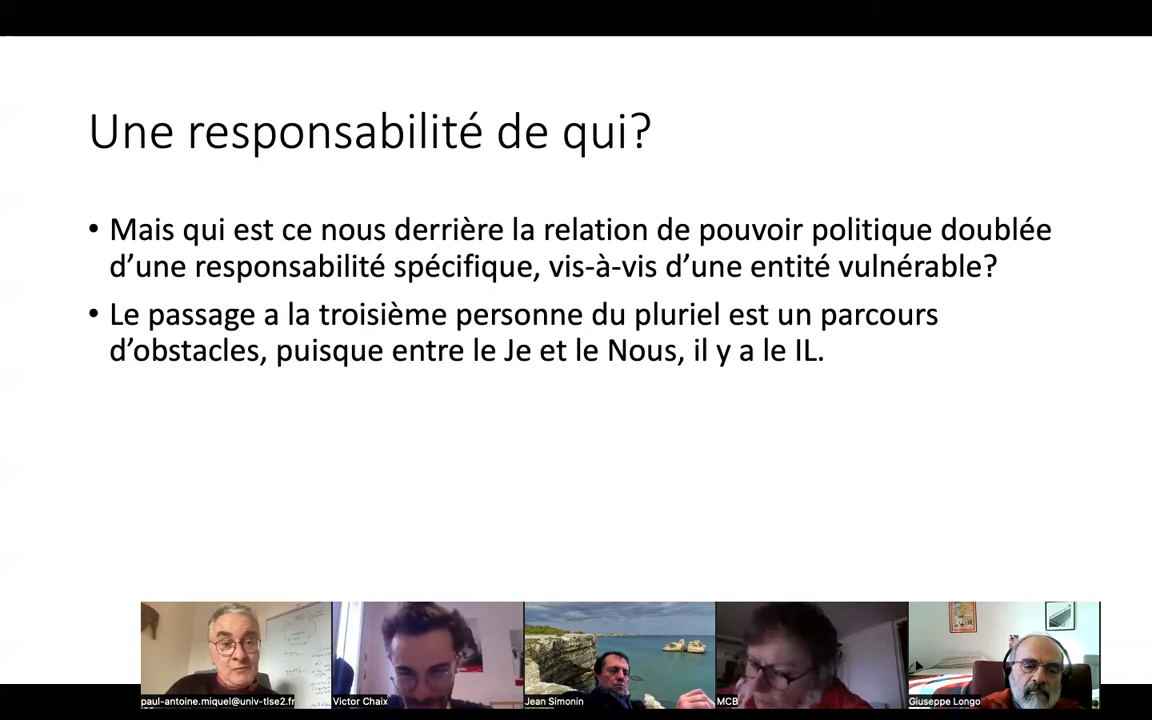 Une responsabilité de qui?
• Mais qui est ce nous derrière la relation de pouvoir politique doublée
d’une responsabilité spécifique, vis-à-vis d’une entité vulnérable?
• Le passage a la troisième personne du pluriel est un parcours
d’obstacles, puisque entre le Je et le Nous, il y a le IL.
paul-antoine.miquel@univ-tlse2.fr
Victor Chaix
Jean Simonin
MCB
Giuseppe Longo